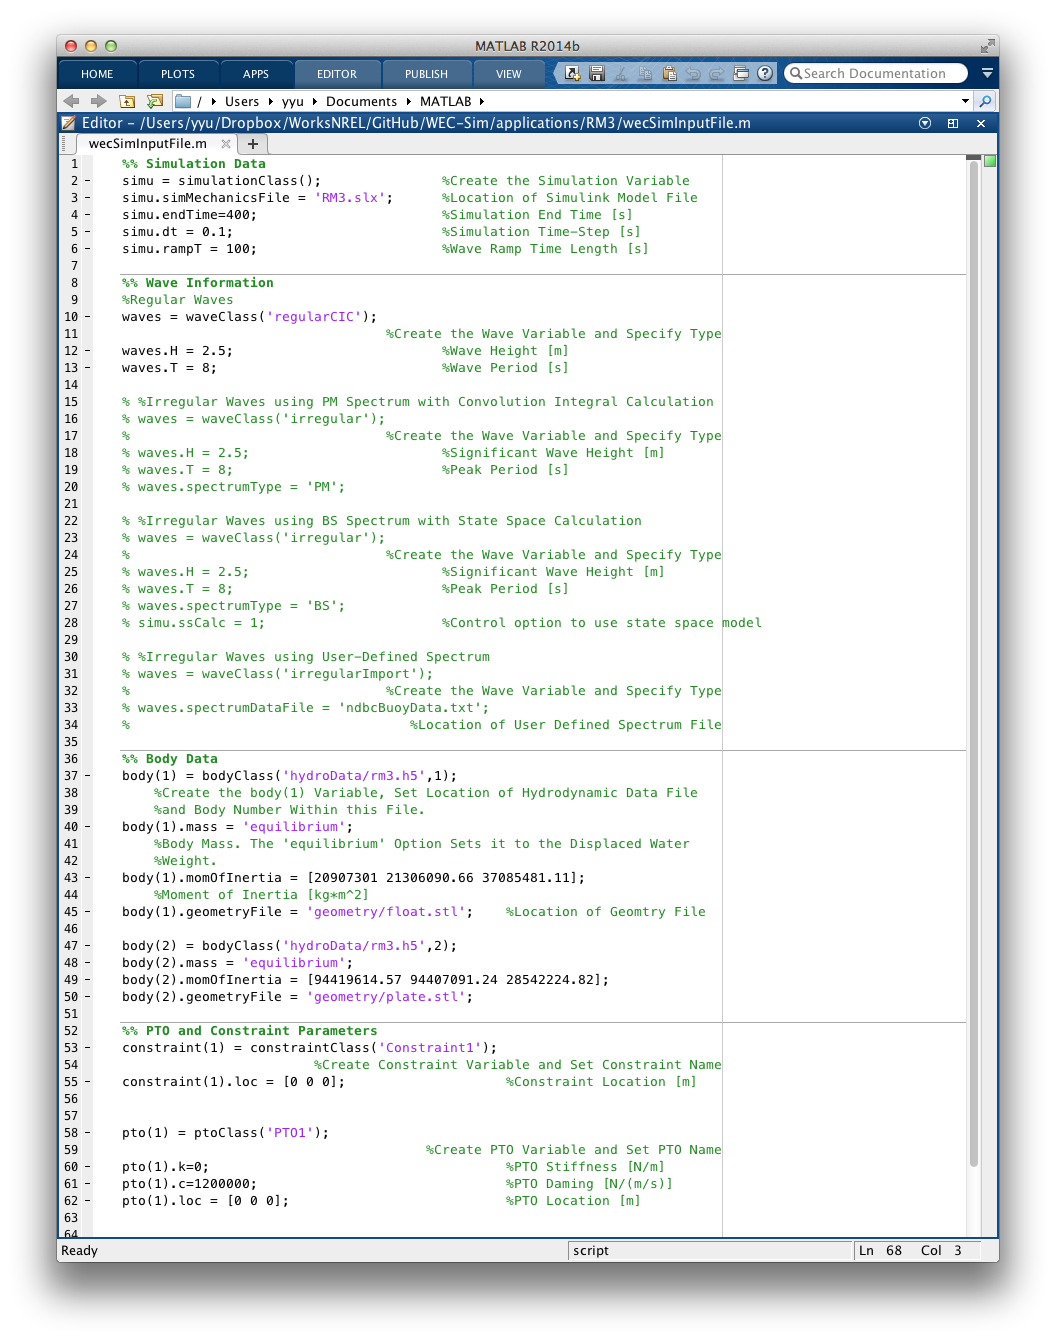 MATLAB R2014b
HOME PLOTS APPS EDITOR PUBLISH VIEW Search Documentation
/ Users yyu Documents MATLAB
Editor - /Users/yyu/Dropbox/WorksNREL/GitHub/WEC-Sim/applications/RM3/wecSimInputFile.m
wecSimInputFile.m
1 %% Simulation Data
2 - simu = simulationClass(); %Create the Simulation Variable
3 - simu.simMechanicsFile = 'RM3.slx'; %Location of Simulink Model File
4 - simu.endTime=400; %Simulation End Time [s]
5 - simu.dt = 0.1; %Simulation Time-Step [s]
6 - simu.rampT = 100; %Wave Ramp Time Length [s]
7
8 %% Wave Information
9 %Regular Waves
10 - waves = waveClass('regularCIC');
11 %Create the Wave Variable and Specify Type
12 - waves.H = 2.5; %Wave Height [m]
13 - waves.T = 8; %Wave Period [s]
14
15 % %Irregular Waves using PM Spectrum with Convolution Integral Calculation
16 % waves = waveClass('irregular');
17 % %Create the Wave Variable and Specify Type
18 % waves.H = 2.5; %Significant Wave Height [m]
19 % waves.T = 8; %Peak Period [s]
20 % waves.spectrumType = 'PM';
21
22 % %Irregular Waves using BS Spectrum with State Space Calculation
23 % waves = waveClass('irregular');
24 % %Create the Wave Variable and Specify Type
25 % waves.H = 2.5; %Significant Wave Height [m]
26 % waves.T = 8; %Peak Period [s]
27 % waves.spectrumType = 'BS';
28 % simu.ssCalc = 1; %Control option to use state space model
29
30 % %Irregular Waves using User-Defined Spectrum
31 % waves = waveClass('irregularImport');
32 % %Create the Wave Variable and Specify Type
33 % waves.spectrumDataFile = 'ndbcBuoyData.txt';
34 % %Location of User Defined Spectrum File
35
36 %% Body Data
37 - body(1) = bodyClass('hydroData/rm3.h5',1);
38 %Create the body(1) Variable, Set Location of Hydrodynamic Data File
39 %and Body Number Within this File.
40 - body(1).mass = 'equilibrium';
41 %Body Mass. The 'equilibrium' Option Sets it to the Displaced Water
42 %Weight.
43 - body(1).momOfInertia = [20907301 21306090.66 37085481.11];
44 %Moment of Inertia [kg*m^2]
45 - body(1).geometryFile = 'geometry/float.stl'; %Location of Geomtry File
46
47 - body(2) = bodyClass('hydroData/rm3.h5',2);
48 - body(2).mass = 'equilibrium';
49 - body(2).momOfInertia = [94419614.57 94407091.24 28542224.82];
50 - body(2).geometryFile = 'geometry/plate.stl';
51
52 %% PTO and Constraint Parameters
53 - constraint(1) = constraintClass('Constraint1');
54 %Create Constraint Variable and Set Constraint Name
55 - constraint(1).loc = [0 0 0]; %Constraint Location [m]
56
57
58 - pto(1) = ptoClass('PTO1');
59 %Create PTO Variable and Set PTO Name
60 - pto(1).k=0; %PTO Stiffness [N/m]
61 - pto(1).c=1200000; %PTO Daming [N/(m/s)]
62 - pto(1).loc = [0 0 0]; %PTO Location [m]
63
64
Ready script Ln 68 Col 3